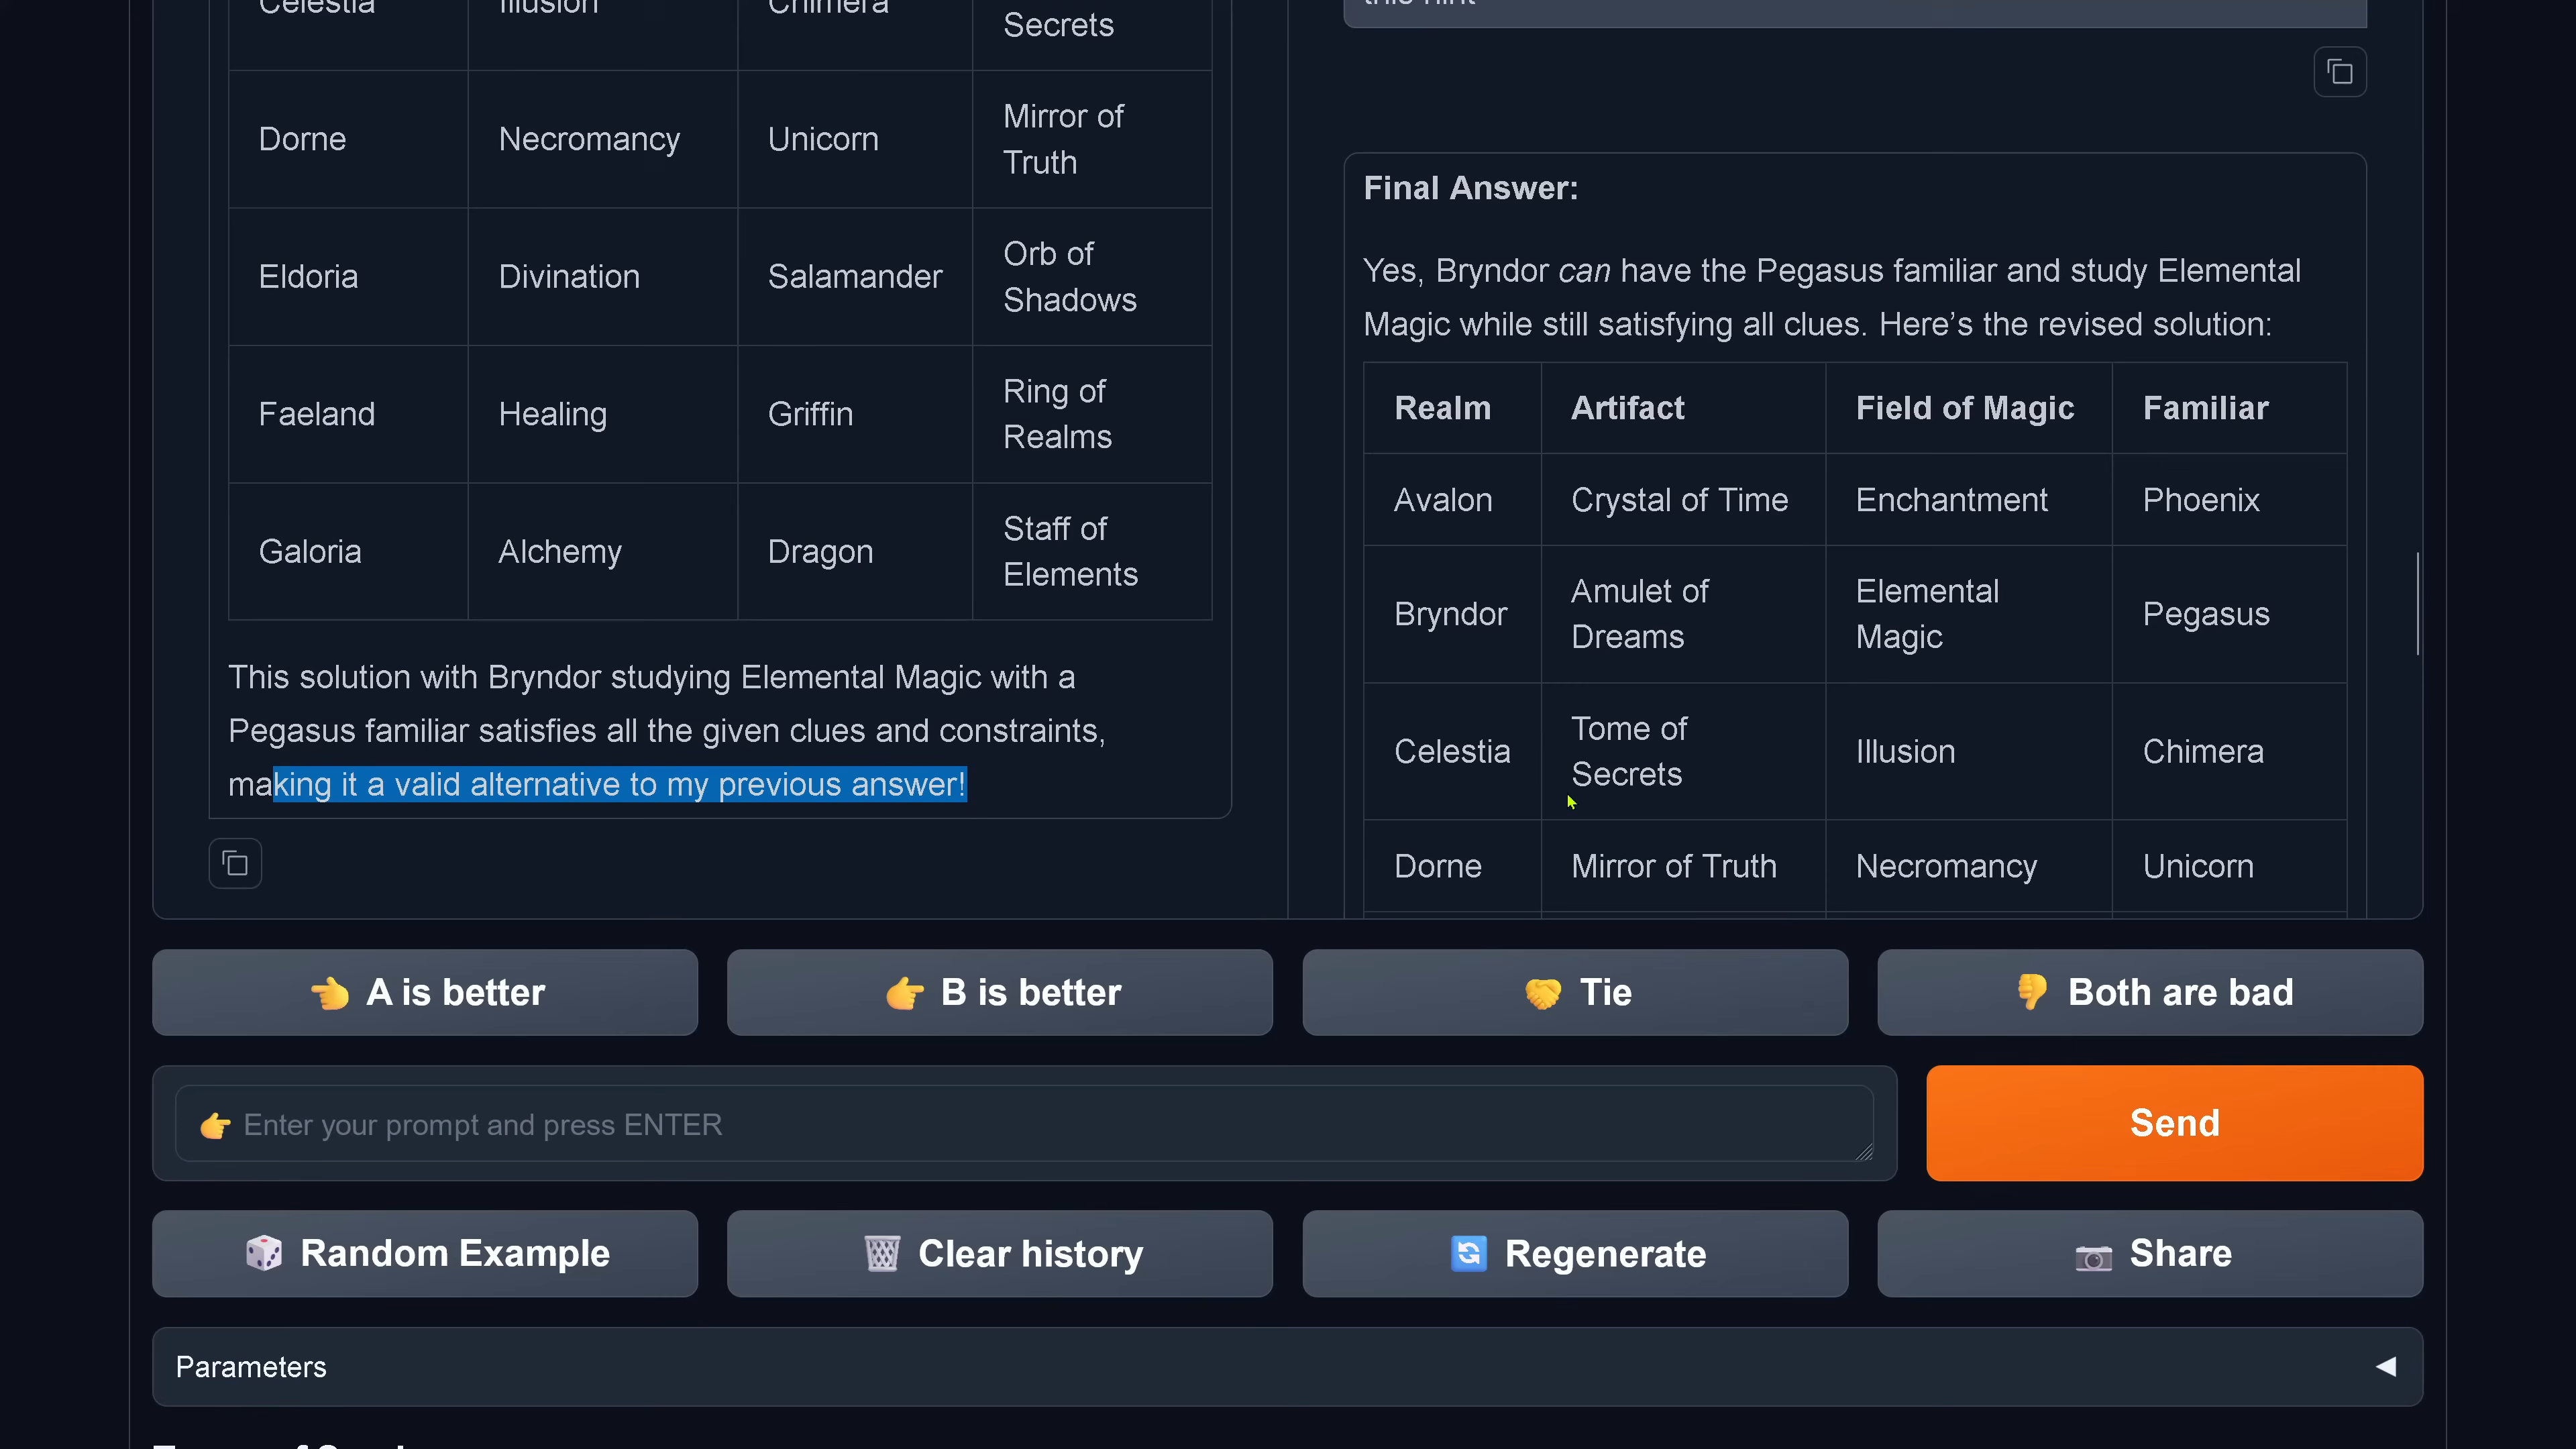 Celestia Illusion Chimera Secrets
Dorne Necromancy Unicorn Mirror of Truth
Eldoria Divination Salamander Orb of Shadows
Faeland Healing Griffin Ring of Realms
Galoria Alchemy Dragon Staff of Elements
This solution with Bryndor studying Elemental Magic with a
Pegasus familiar satisfies all the given clues and constraints,
making it a valid alternative to my previous answer!
this hint
Final Answer:
Yes, Bryndor can have the Pegasus familiar and study Elemental
Magic while still satisfying all clues. Here’s the revised solution:
Realm Artifact Field of Magic Familiar
Avalon Crystal of Time Enchantment Phoenix
Bryndor Amulet of Dreams Elemental Magic Pegasus
Celestia Tome of Secrets Illusion Chimera
Dorne Mirror of Truth Necromancy Unicorn
👈 A is better 👉 B is better 🤝 Tie 👎 Both are bad
👉 Enter your prompt and press ENTER
Send
🎲 Random Example 🗑️ Clear history 🔄 Regenerate 📷 Share
Parameters